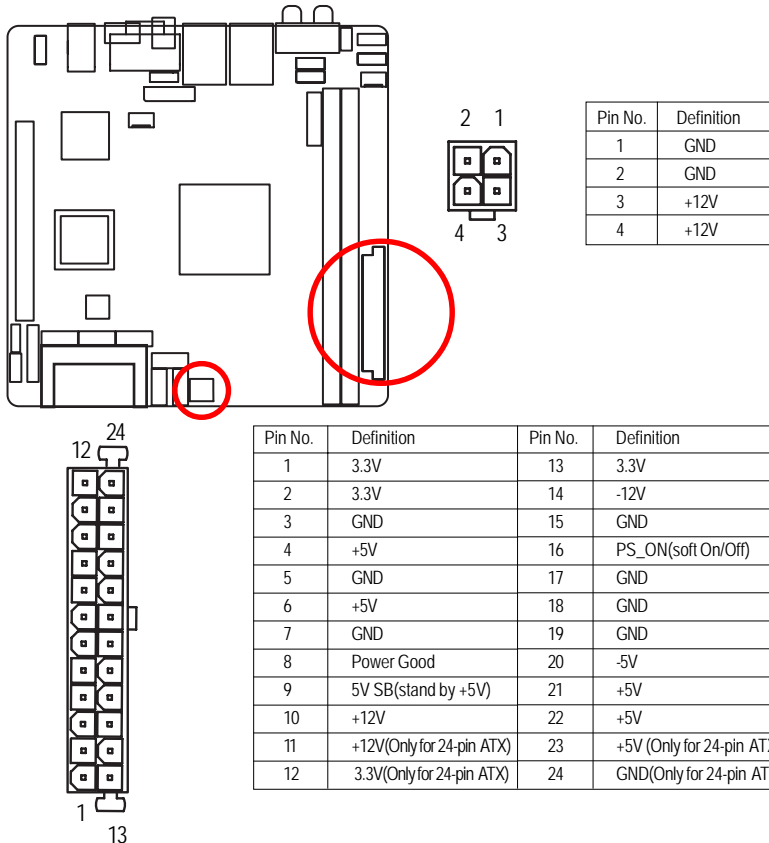 2 1
4 3
Pin No. Definition
1 GND
2 GND
3 +12V
4 +12V
12 24
1 13
Pin No. Definition Pin No. Definition
1 3.3V 13 3.3V
2 3.3V 14 -12V
3 GND 15 GND
4 +5V 16 PS_ON(soft On/Off)
5 GND 17 GND
6 +5V 18 GND
7 GND 19 GND
8 Power Good 20 -5V
9 5V SB(stand by +5V) 21 +5V
10 +12V 22 +5V
11 +12V(Only for 24-pin ATX) 23 +5V (Only for 24-pin
12 3.3V(Only for 24-pin ATX) 24 GND(Only for 24-pin